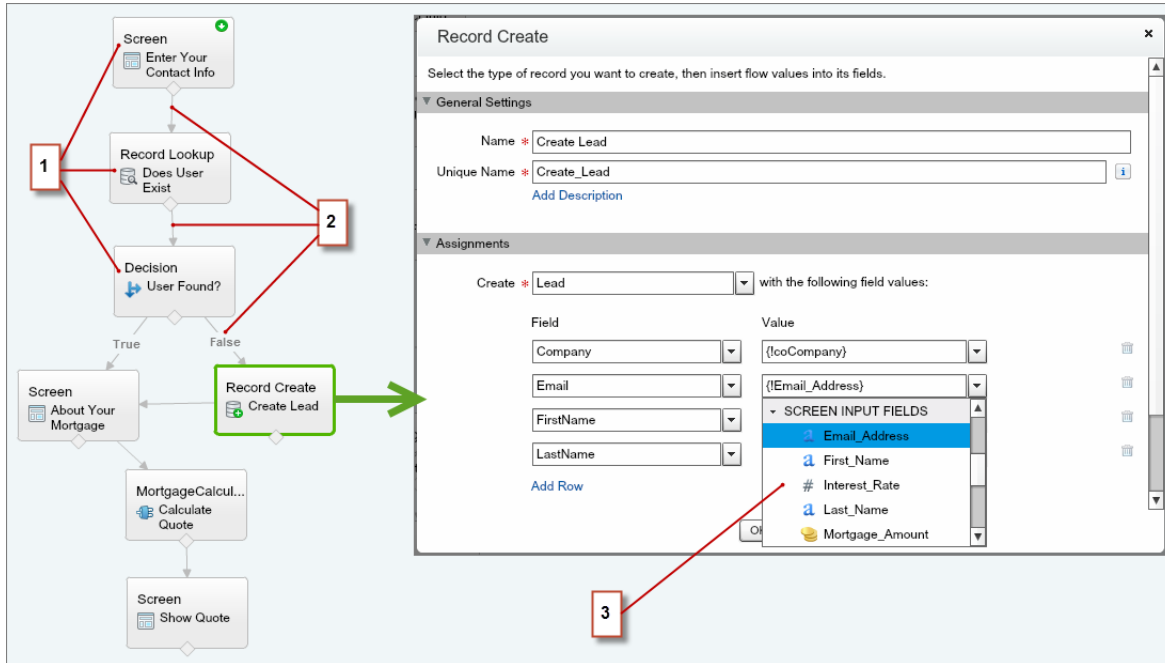 Screen
Enter Your
Contact Info
1
Record Lookup
Does User
Exist
2
Decision
User Found?
True
False
Screen
About Your
Mortgage
Record Create
Create Lead
MortgageCalcul...
Calculate
Quote
Screen
Show Quote
Record Create
×
Select the type of record you want to create, then insert flow values into its fields.
General Settings
Name * Create Lead
Unique Name * Create_Lead
i
Add Description
Assignments
Create * Lead with the following field values:
Field Value
Company {!coCompany}
Email {!Email_Address}
FirstName
LastName
Add Row
SCREEN INPUT FIELDS
a Email_Address
a First_Name
# Interest_Rate
a Last_Name
Mortgage_Amount
3